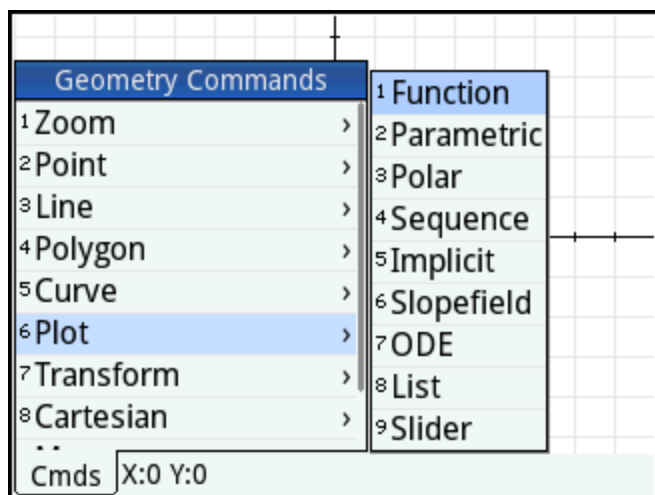 Geometry Commands
1 Zoom ›
2 Point ›
3 Line ›
4 Polygon ›
5 Curve ›
6 Plot ›
7 Transform ›
8 Cartesian ›
1 Function
2 Parametric
3 Polar
4 Sequence
5 Implicit
6 Slopefield
7 ODE
8 List
9 Slider
Cmds X:0 Y:0